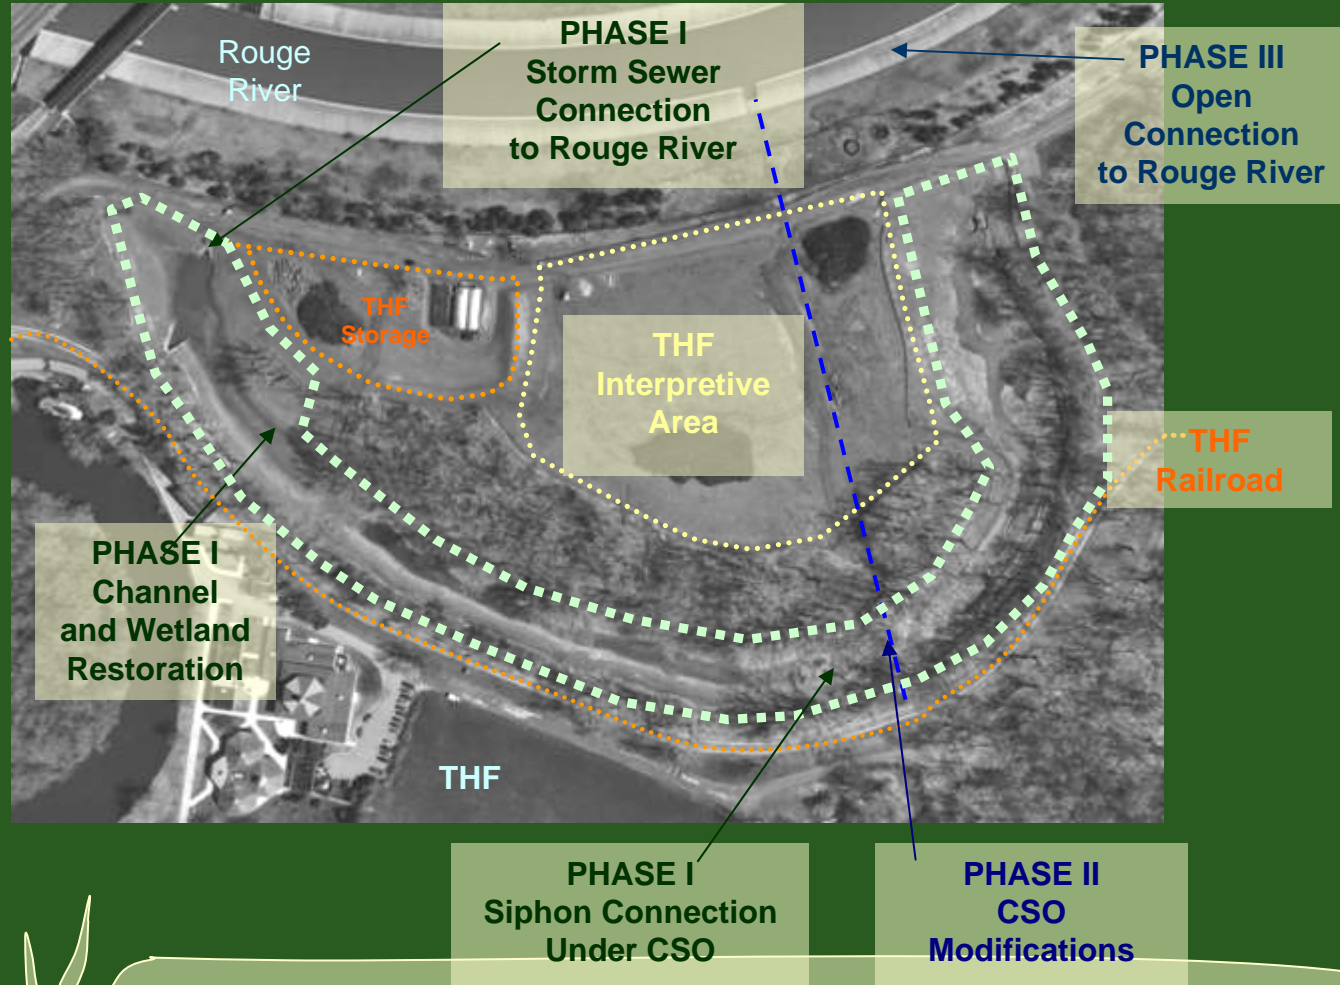 Rouge
River
PHASE I
Storm Sewer
Connection
to Rouge River
PHASE III
Open
Connection
to Rouge River
THF
Storage
THF
Interpretive
Area
THF
Railroad
PHASE I
Channel
and Wetland
Restoration
THF
PHASE I
Siphon Connection
Under CSO
PHASE II
CSO
Modifications